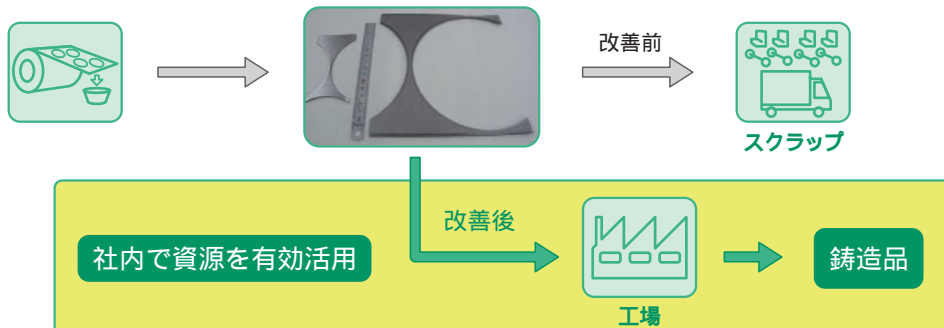 改善前
スクラップ
改善後
社内で資源を有効活用
鋳造品
工場